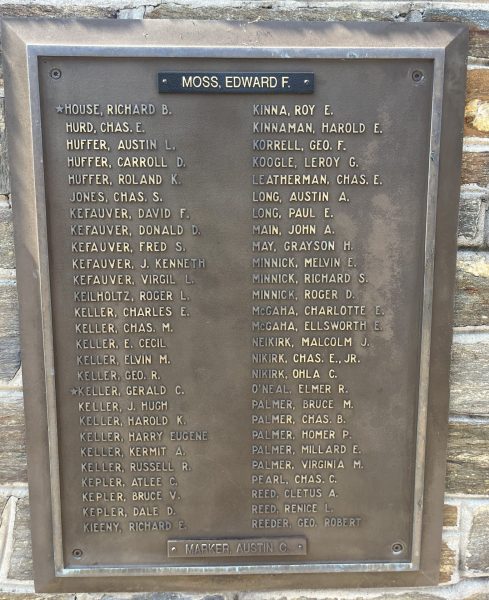 MOSS, EDWARD F.
★HOUSE, RICHARD B.
HURD, CHAS. E.
HUFFER, AUSTIN L.
HUFFER, CARROLL D.
HUFFER, ROLAND K.
JONES, CHAS. S.
KEFAUVER, DAVID F.
KEFAUVER, DONALD D.
KEFAUVER, FRED S.
KEFAUVER, J. KENNETH
KEFAUVER, VIRGIL L.
KEILHOLTZ, ROGER L.
KELLER, CHARLES E.
KELLER, CHAS. M.
KELLER, E. CECIL
KELLER, ELVIN M.
KELLER, GEO. R.
★KELLER, GERALD C.
KELLER, J. HUGH
KELLER, HAROLD K.
KELLER, HARRY EUGENE
KELLER, KERMIT A.
KELLER, RUSSELL R.
KEPLER, ATLEE C.
KEPLER, BRUCE V.
KEPLER, DALE D.
KIEENY, RICHARD E.
KINNA, ROY E.
KINNAMAN, HAROLD E.
KORRELL, GEO. F.
KOOGLE, LEROY G.
LEATHERMAN, CHAS. E.
LONG, AUSTIN A.
LONG, PAUL E.
MAIN, JOHN A.
MAY, GRAYSON H.
MINNICK, MELVIN E.
MINNICK, RICHARD S.
MINNICK, ROGER D.
McGAHA, CHARLOTTE E.
McGAHA, ELLSWORTH E.
NEIKIRK, MALCOLM J.
NIKIRK, CHAS. E., JR.
NIKIRK, OHLA C.
O'NEAL, ELMER R.
PALMER, BRUCE M.
PALMER, CHAS. B.
PALMER, HOMER P.
PALMER, MILLARD E.
PALMER, VIRGINIA M.
PEARL, CHAS. C.
REED, CLETUS A.
REED, RENICE L.
REEDER, GEO. ROBERT
MARKER, AUSTIN C.